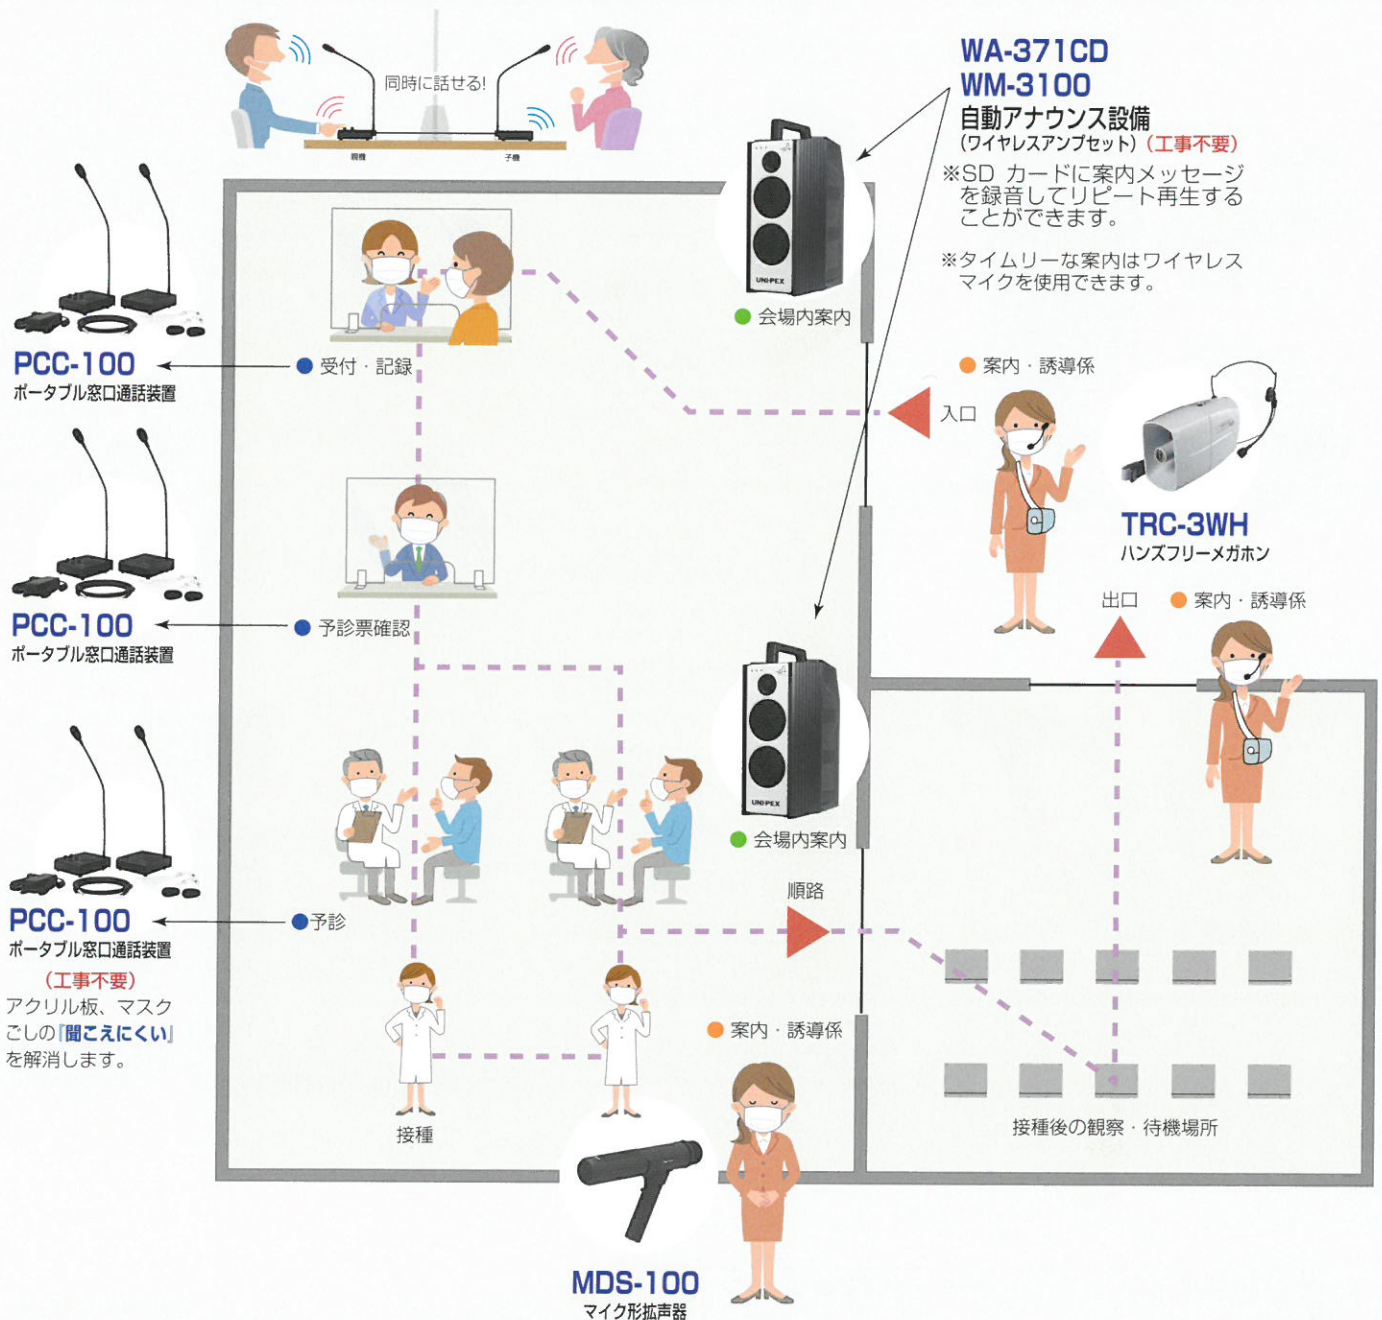 同時に話せる!
親機
子機
WA-371CD
WM-3100
自動アナウンス設備
(ワイヤレスアンプセット)(工事不要)
※SD カードに案内メッセージ
を録音してリピート再生する
ことができます。
※タイムリーな案内はワイヤレス
マイクを使用できます。
UNI-PEX
会場内案内
PCC-100
ポータブル窓口通話装置
受付・記録
案内・誘導係
入口
TRC-3WH
ハンズフリーメガホン
出口
案内・誘導係
PCC-100
ポータブル窓口通話装置
予診票確認
UNI-PEX
会場内案内
順路
PCC-100
ポータブル窓口通話装置
(工事不要)
アクリル板、マスク
ごしの「聞こえにくい」
を解消します。
予診
案内・誘導係
接種
接種後の観察・待機場所
MDS-100
マイク形拡声器